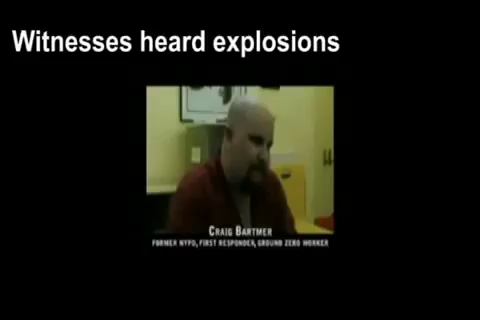 Witnesses heard explosions
CRAIG BARTMER
FORMER NYPD, FIRST RESPONDER, GROUND ZERO WORKER